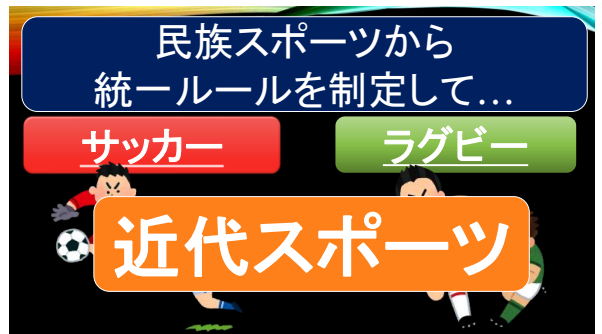 民族スポーツから
統一ルールを制定して…
サッカー
ラグビー
近代スポーツ